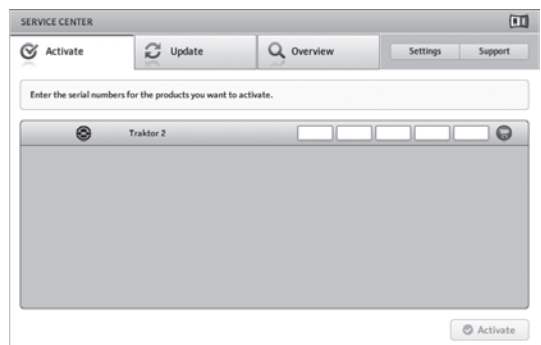 SERVICE CENTER
Activate Update Overview Settings Support
Enter the serial numbers for the products you want to activate.
Traktor 2
Activate